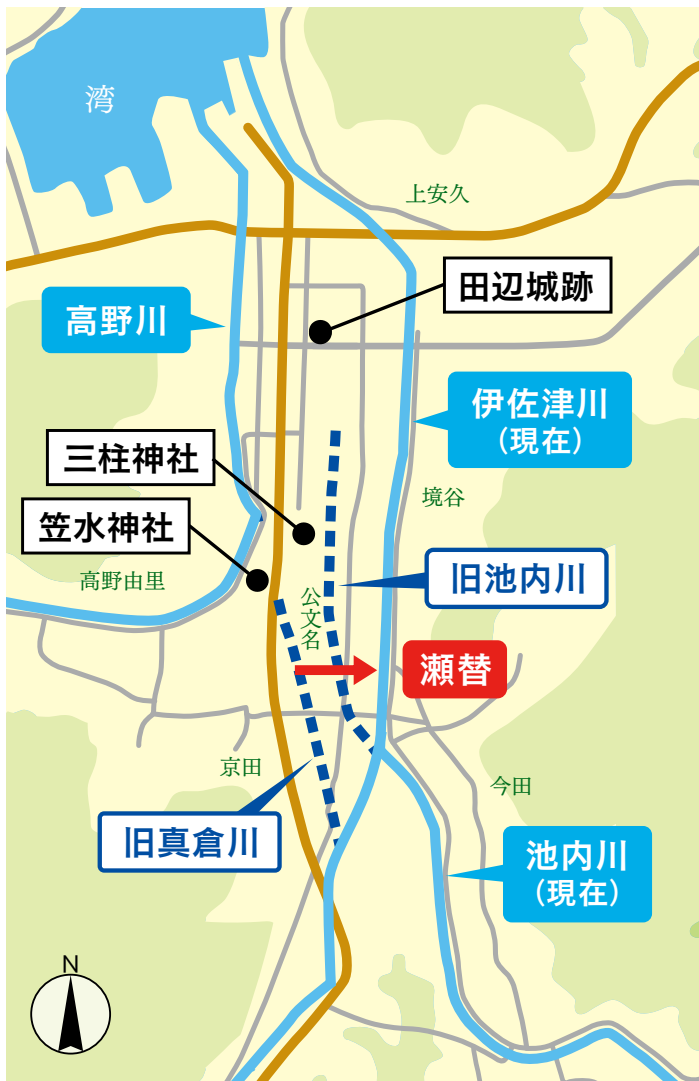 湾
上安久
田辺城跡
高野川
伊佐津川
（現在）
三柱神社
境谷
笠水神社
高野由里
公文名
旧池内川
瀬替
京田
今田
旧真倉川
池内川
（現在）
N